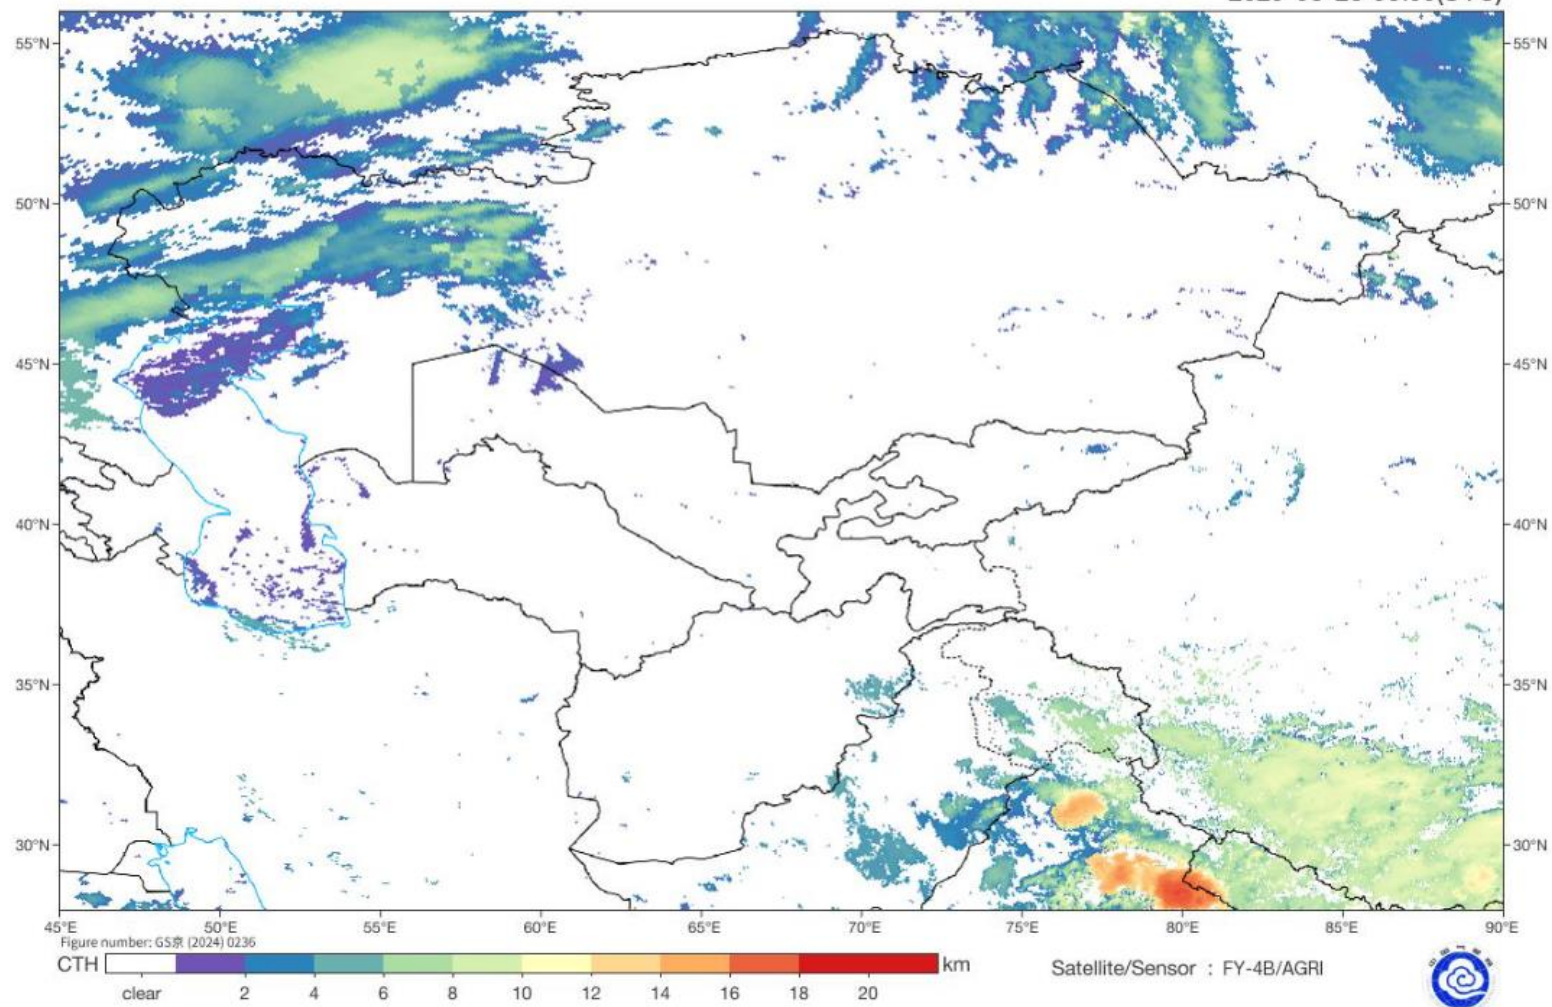 55°N 55°N
50°N 50°N
45°N 45°N
40°N 40°N
35°N 35°N
30°N 30°N
45°E 50°E 55°E 60°E 65°E 70°E 75°E 80°E 85°E 90°E
Figure number: GS京 (2024) 0236
CTH km
clear 2 4 6 8 10 12 14 16 18 20
Satellite/Sensor : FY-4B/AGRI